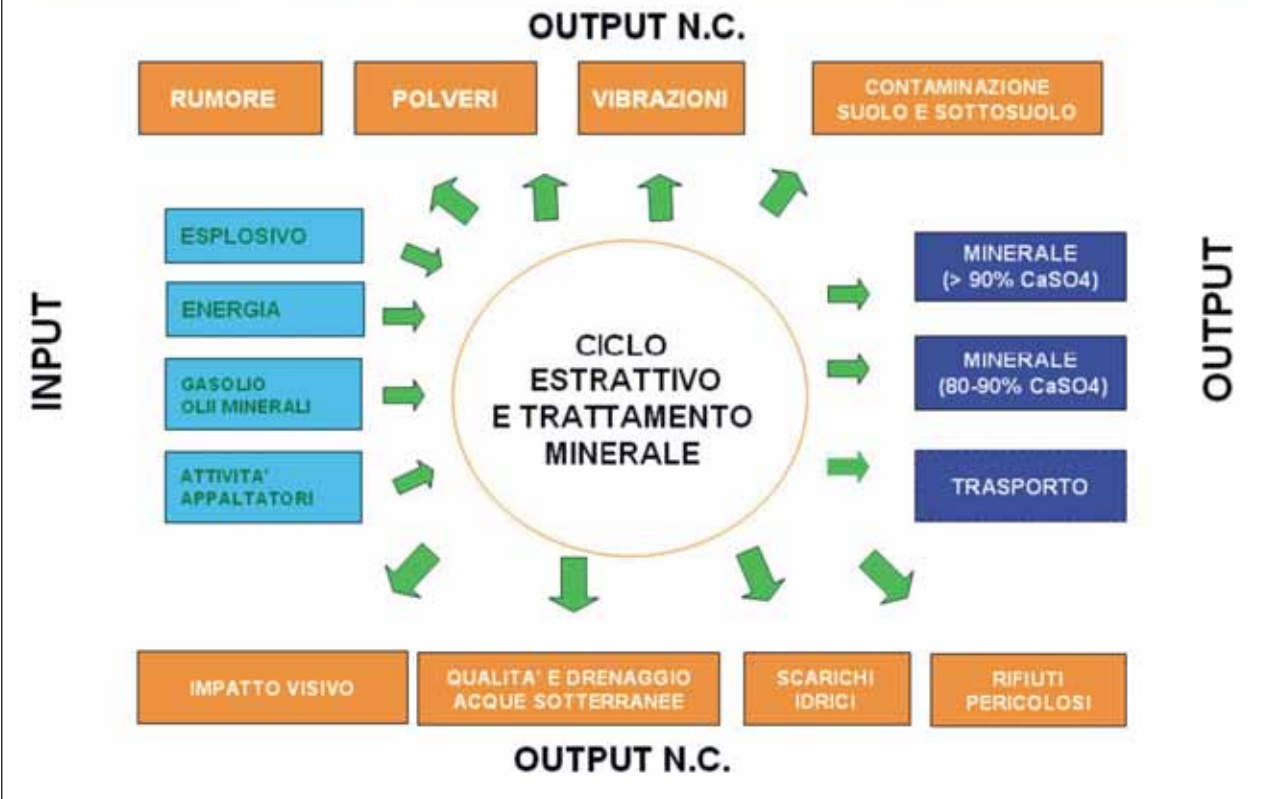 OUTPUT N.C.
RUMORE
POLVERI
VIBRAZIONI
CONTAMINAZIONE
SUOLO E SOTTOSUOLO
INPUT
ESPLOSIVO
ENERGIA
GASOLIO
OLII MINERALI
ATTIVITA'
APPALTATORI
CICLO
ESTRATTIVO
E TRATTAMENTO
MINERALE
MINERALE
(> 90% CaSO4)
MINERALE
(80-90% CaSO4)
TRASPORTO
OUTPUT
IMPATTO VISIVO
QUALITA' E DRENAGGIO
ACQUE SOTTERRANEE
SCARICHI
IDRICI
RIFIUTI
PERICOLOSI
OUTPUT N.C.